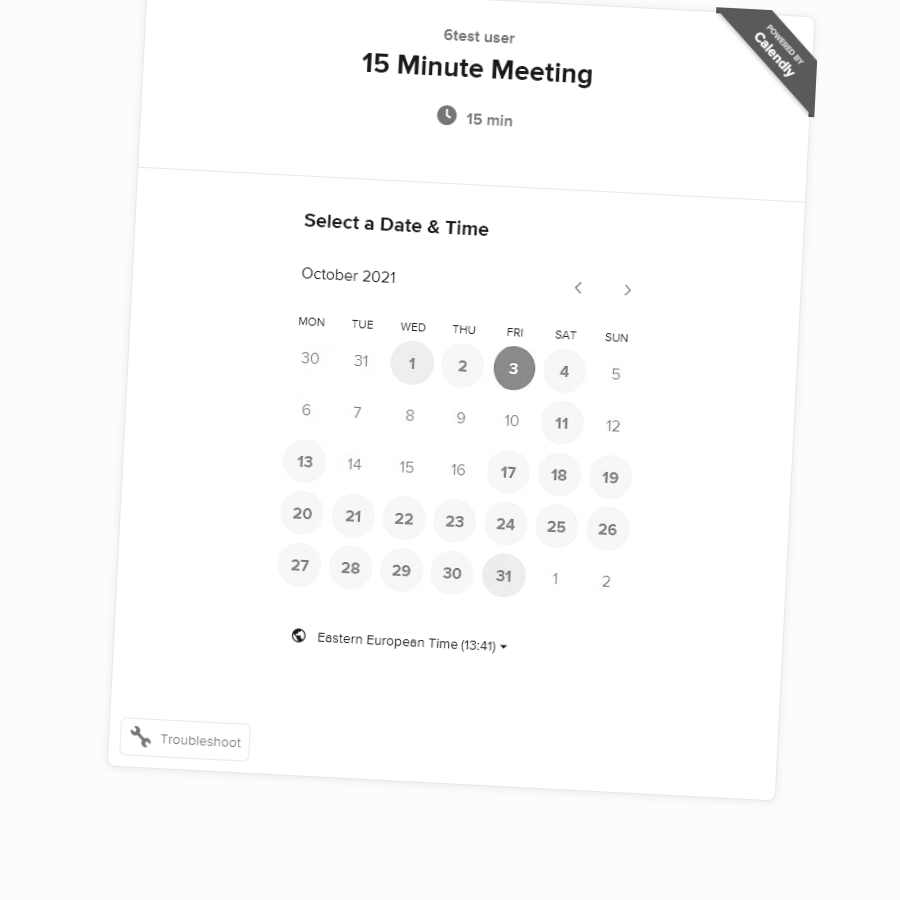 6test user
15 Minute Meeting
15 min
POWERED BY
Calendly
Select a Date & Time
October 2021
MON TUE WED THU FRI SAT SUN
30 31 1 2 3 4 5
6 7 8 9 10 11 12
13 14 15 16 17 18 19
20 21 22 23 24 25 26
27 28 29 30 31 1 2
Eastern European Time (13:41)
Troubleshoot